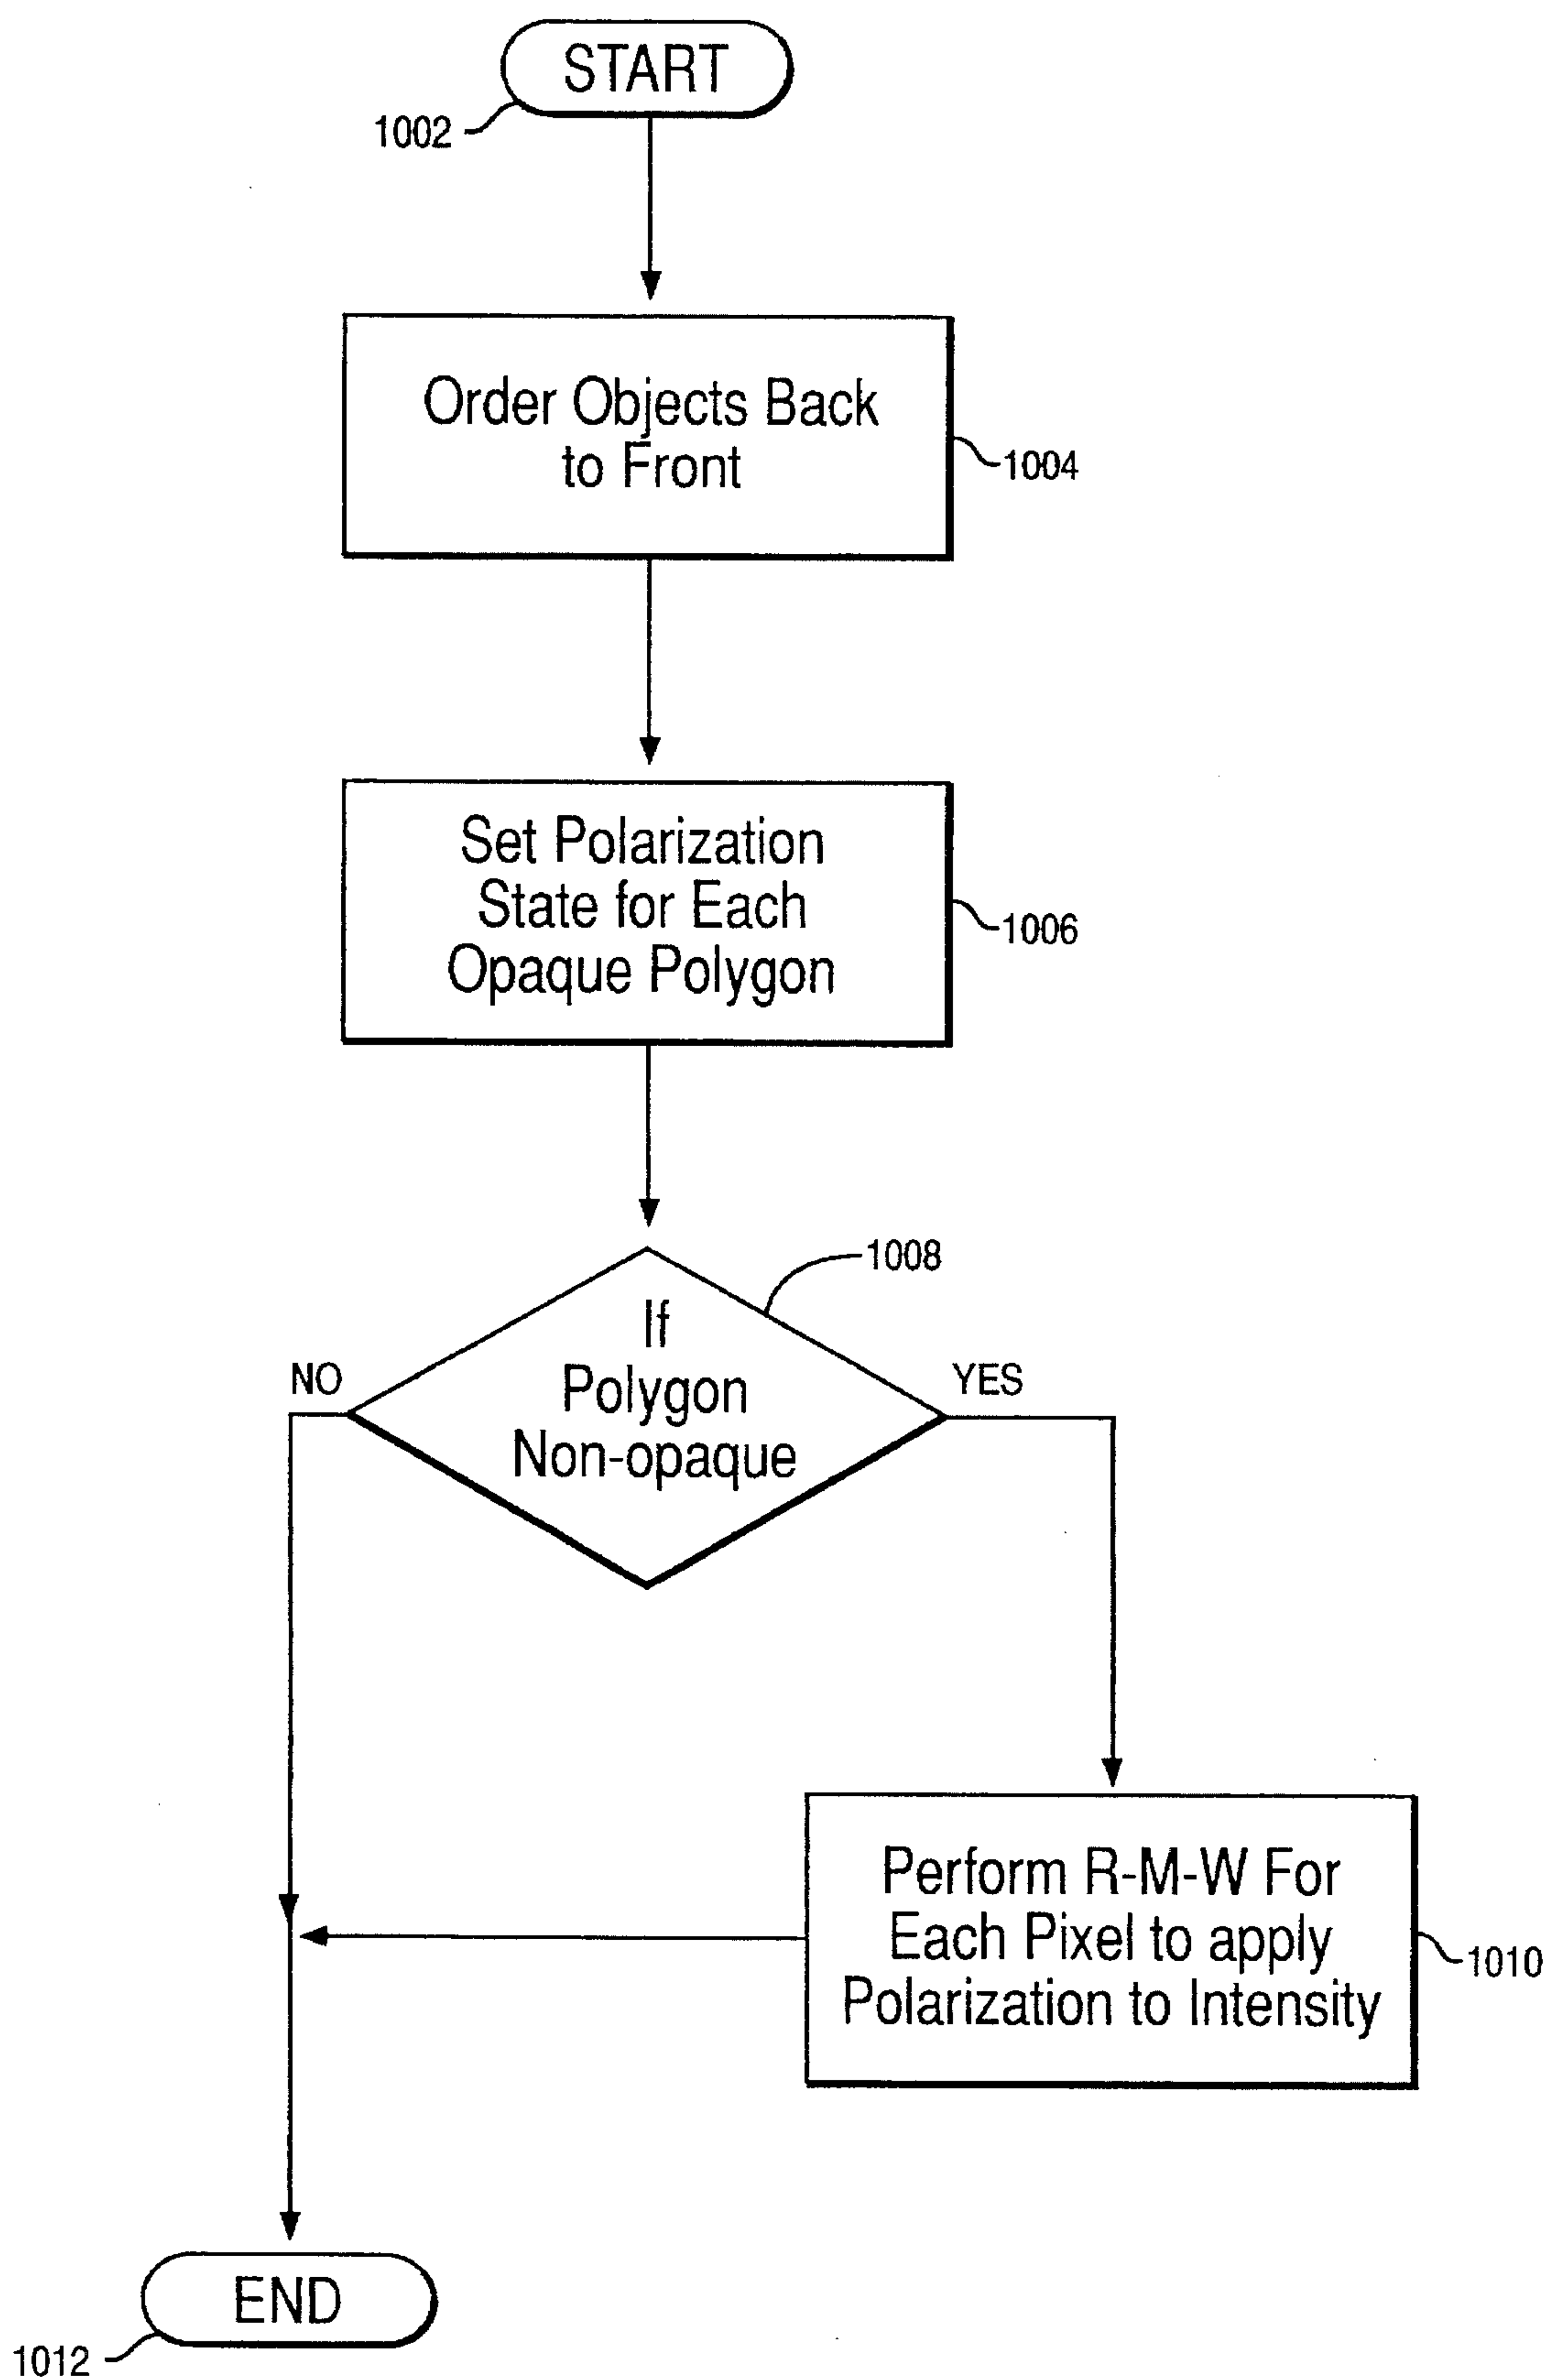 START
1002
Order Objects Back
to Front
1004
Set Polarization
State for Each
Opaque Polygon
1006
1008
If
Polygon
Non-opaque
NO
YES
Perform R-M-W For
Each Pixel to apply
Polarization to Intensity
1010
END
1012